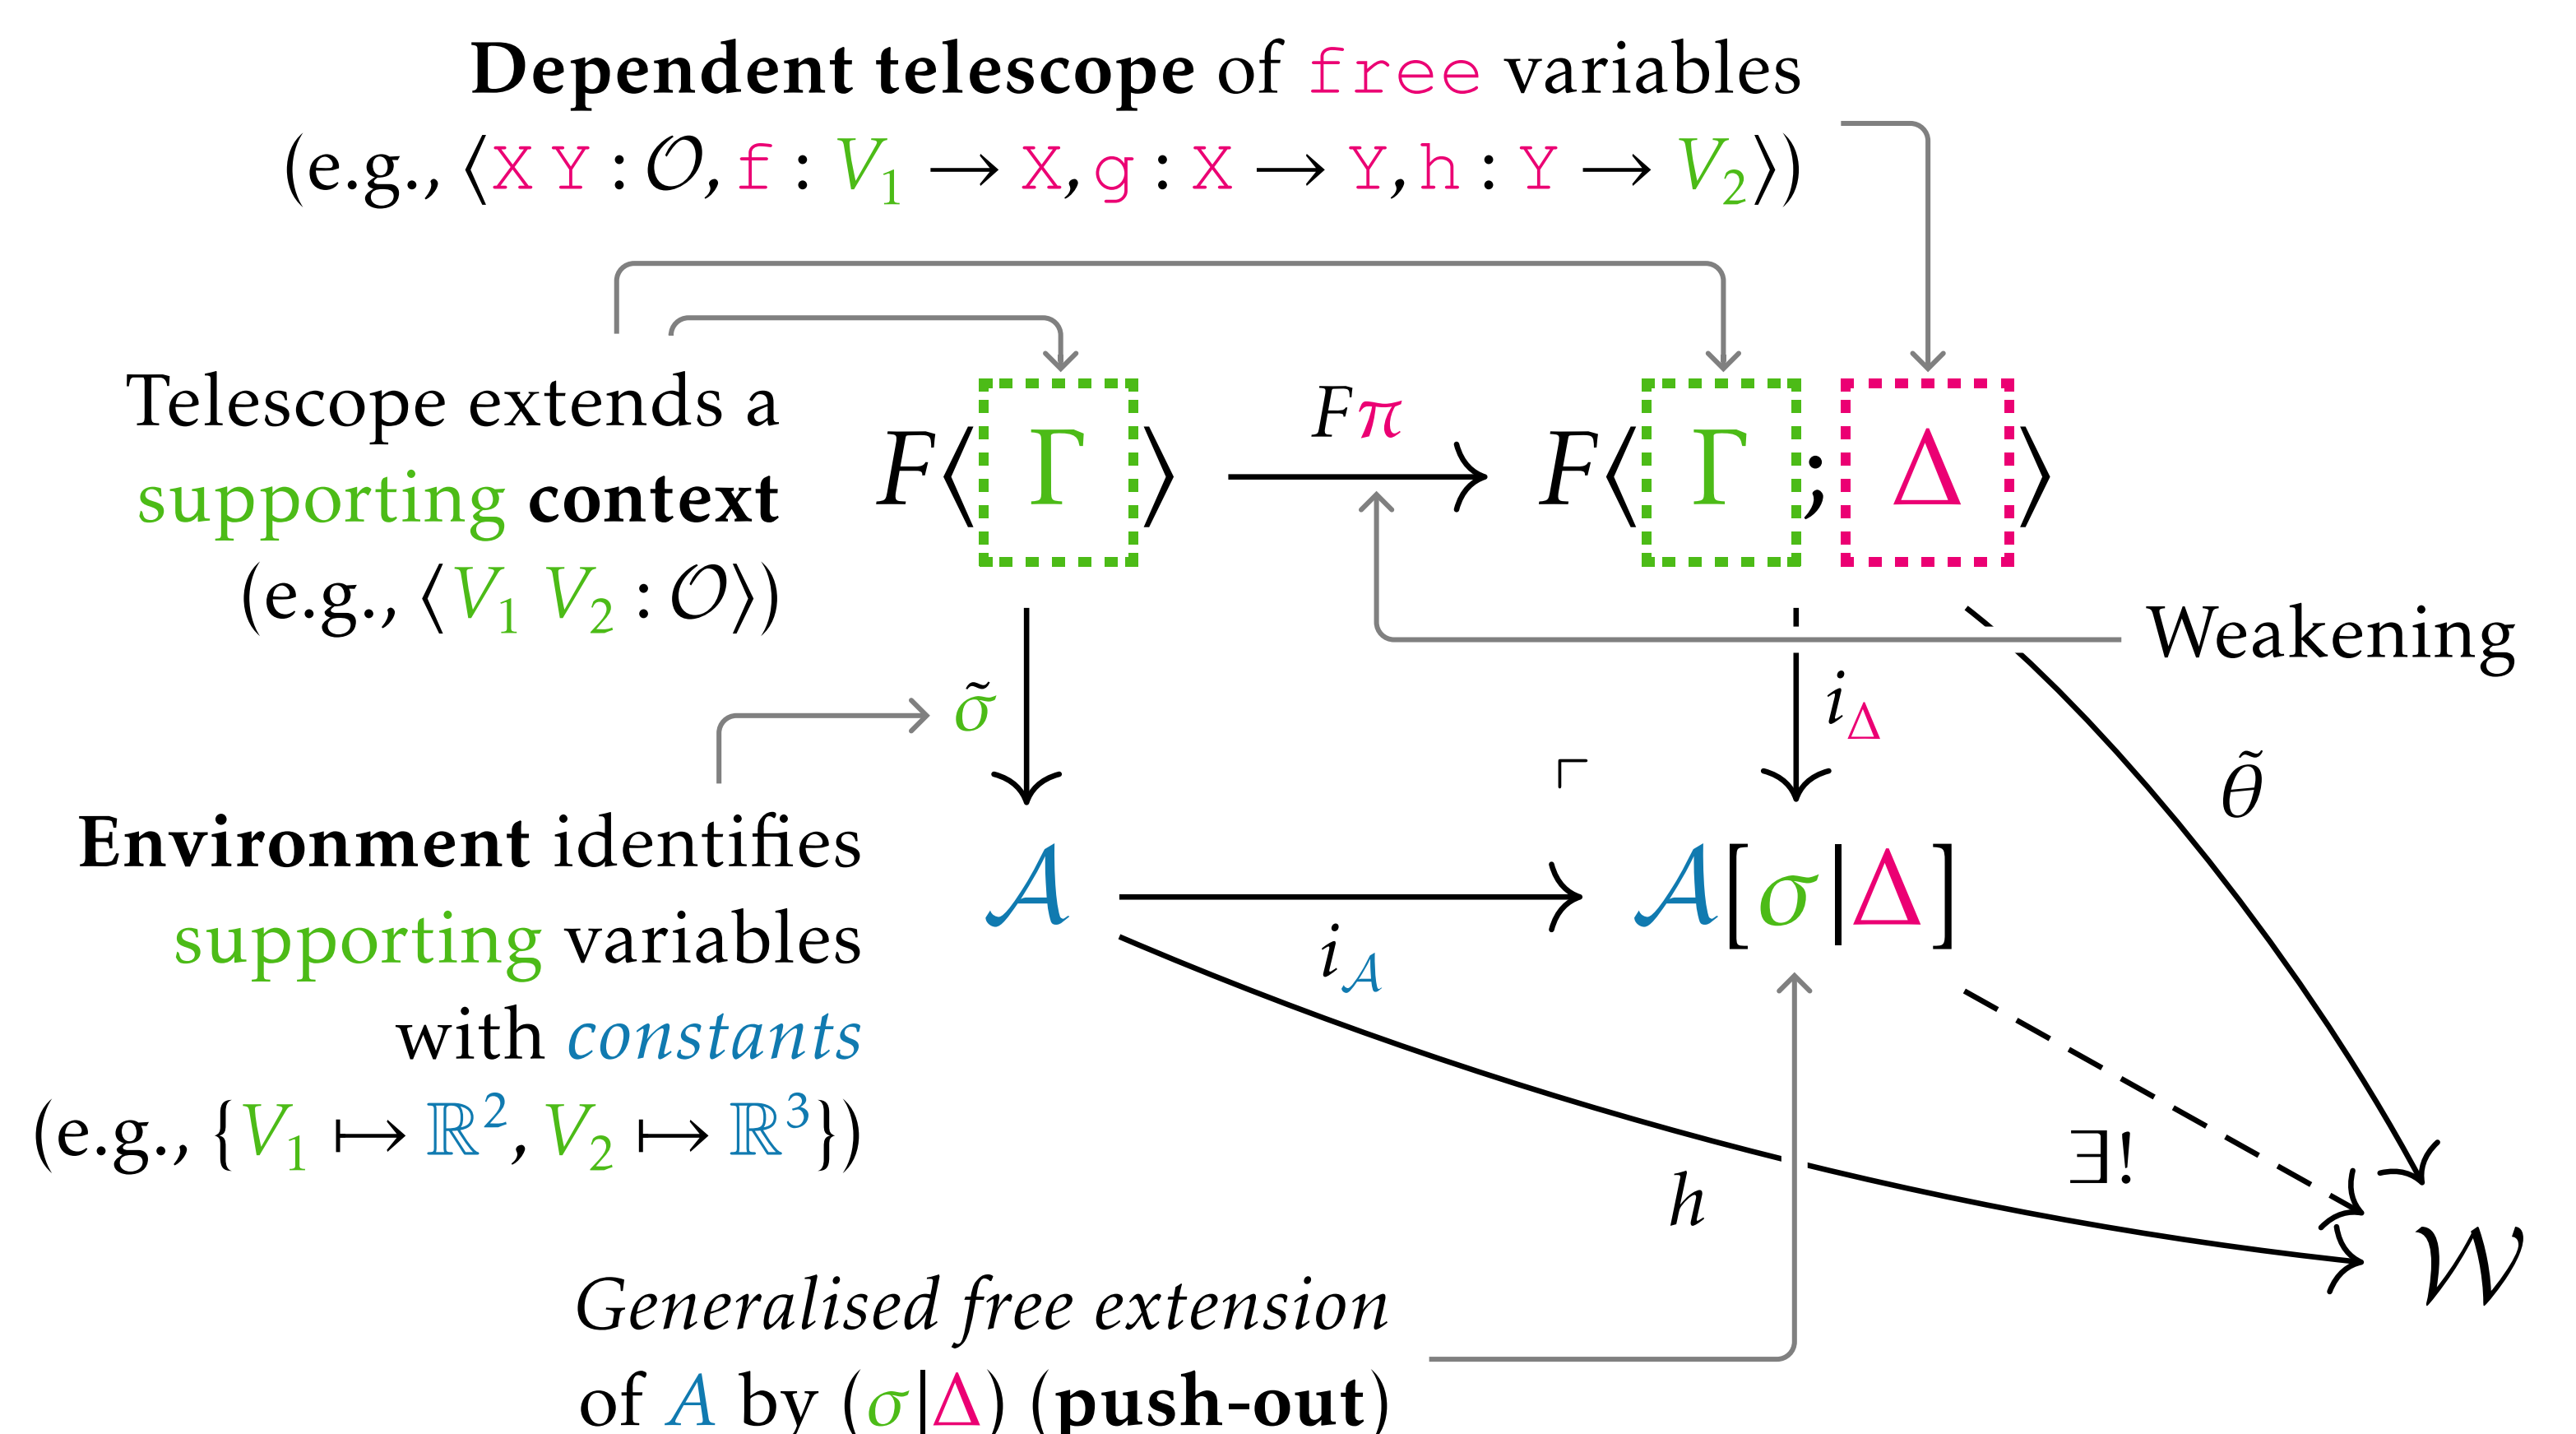 Dependent telescope of free variables
(e.g., ⟨X Y : 𝒪, f : V₁ → X, g : X → Y, h : Y → V₂⟩)
Telescope extends a
supporting context
(e.g., ⟨V₁ V₂ : 𝒪⟩)
F⟨Γ⟩
Fπ
F⟨Γ; Δ⟩
Weakening
σ̃
i_Δ
θ̃
Environment identifies
supporting variables
with constants
(e.g., {V₁ ↦ ℝ², V₂ ↦ ℝ³})
𝒜
i_𝒜
𝒜[σ|Δ]
h
∃!
𝒲
Generalised free extension
of A by (σ|Δ) (push-out)